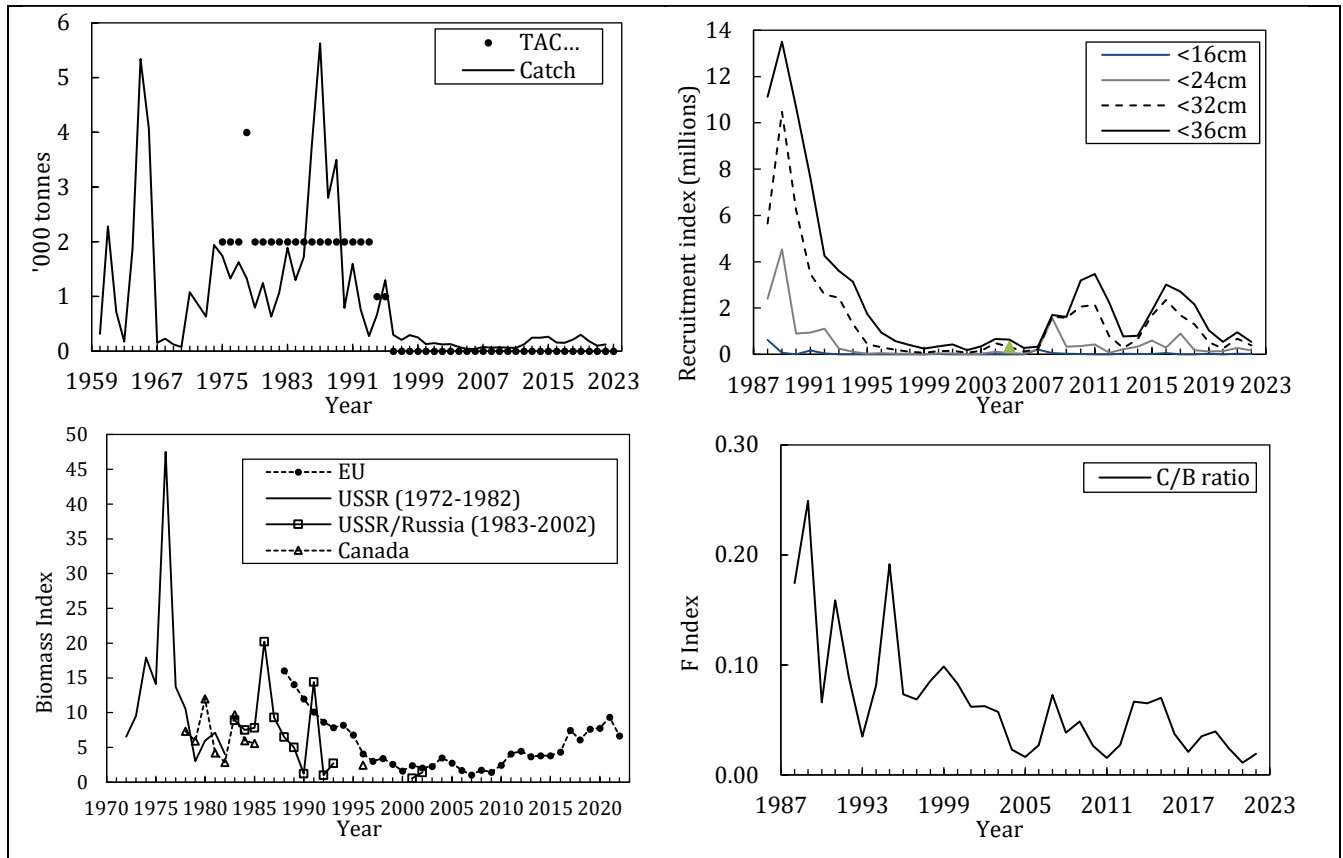 6
5
4
3
2
1
0
'000 tonnes
TAC...
Catch
1959 1967 1975 1983 1991 1999 2007 2015 2023
Year
14
12
10
8
6
4
2
0
Recruitment index (millions)
<16cm
<24cm
<32cm
<36cm
1987 1991 1995 1999 2003 2007 2011 2015 2019 2023
Year
50
45
40
35
30
25
20
15
10
5
0
Biomass Index
EU
USSR (1972-1982)
USSR/Russia (1983-2002)
Canada
1970 1975 1980 1985 1990 1995 2000 2005 2010 2015 2020
Year
0.30
0.20
0.10
0.00
F Index
C/B ratio
1987 1993 1999 2005 2011 2017 2023
Year